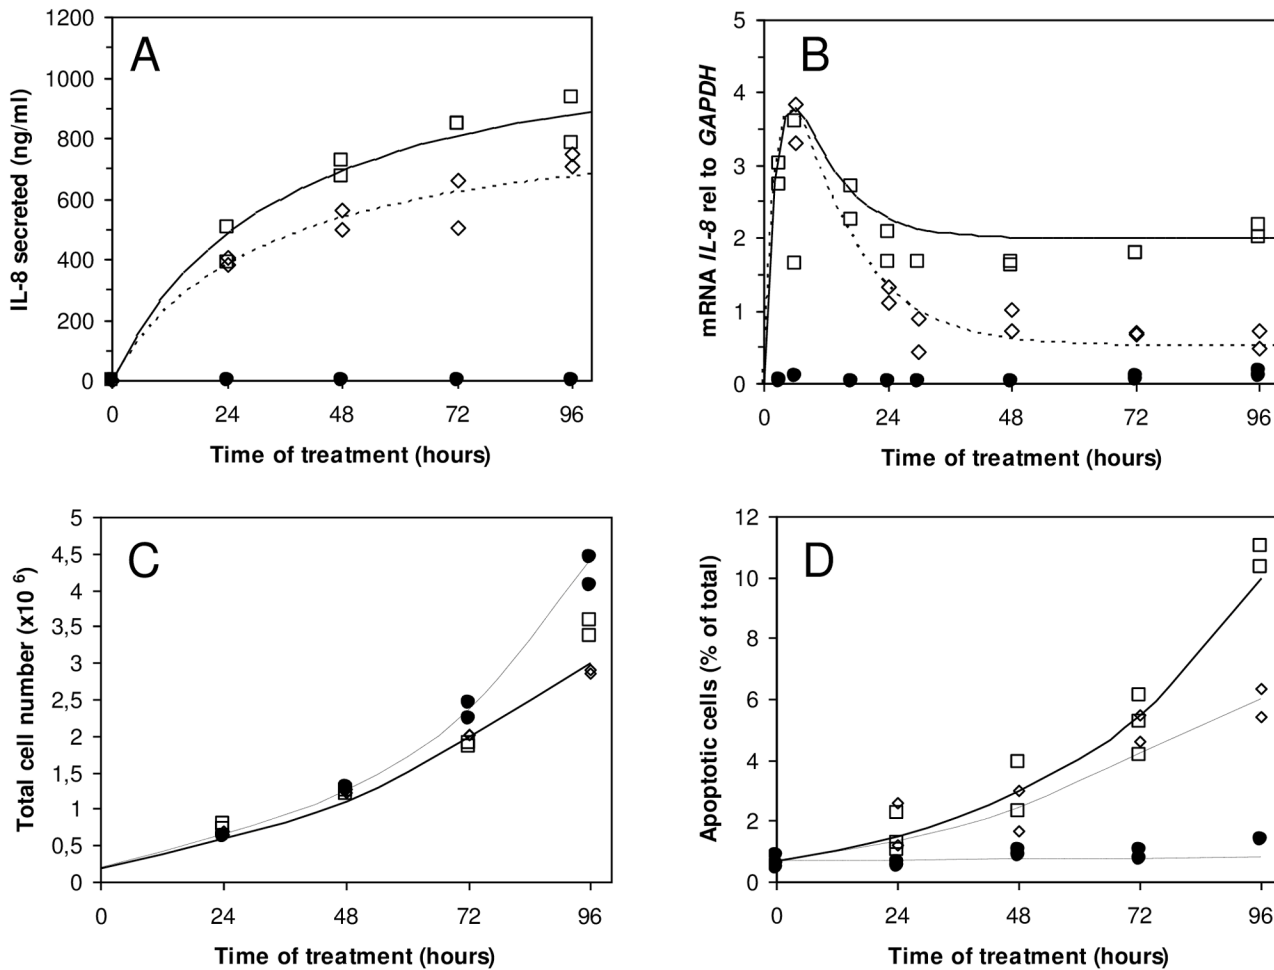 A
IL-8 secreted (ng/ml)
1200
1000
800
600
400
200
0
0 24 48 72 96
Time of treatment (hours)
B
mRNA IL-8 rel to GAPDH
5
4
3
2
1
0
0 24 48 72 96
Time of treatment (hours)
C
Total cell number (x10 6)
5
4,5
4
3,5
3
2,5
2
1,5
1
0,5
0
0 24 48 72 96
Time of treatment (hours)
D
Apoptotic cells (% of total)
12
10
8
6
4
2
0
0 24 48 72 96
Time of treatment (hours)